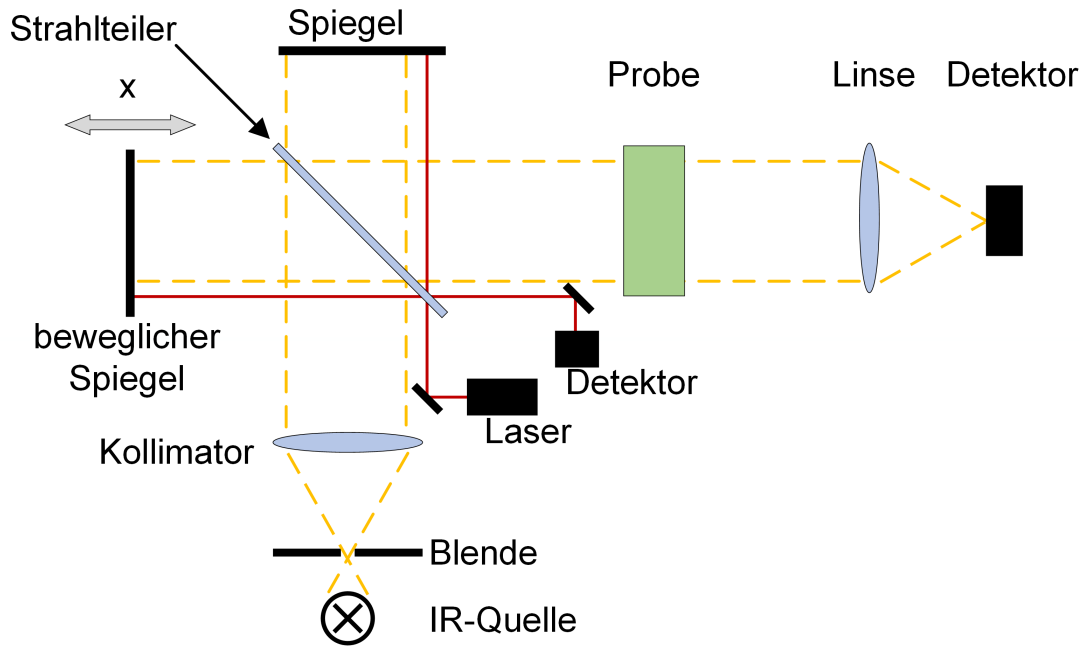 Strahlteiler
Spiegel
x
Probe
Linse
Detektor
beweglicher
Spiegel
Detektor
Laser
Kollimator
Blende
IR-Quelle